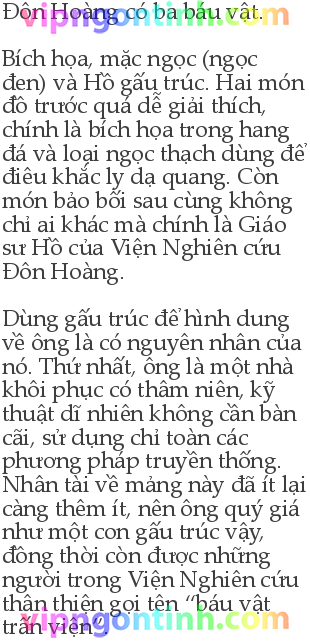 Đôn Hoàng có ba báu vật.
vipngontinh.com
Bích họa, mặc ngọc (ngọc
đen) và Hồ gấu trúc. Hai món
đồ trước quá dễ giải thích,
chính là bích họa trong hang
đá và loại ngọc thạch dùng để
điêu khắc ly dạ quang. Còn
món bảo bối sau cùng không
chỉ ai khác mà chính là Giáo
sư Hồ của Viện Nghiên cứu
Đôn Hoàng.
Dùng gấu trúc để hình dung
về ông là có nguyên nhân của
nó. Thứ nhất, ông là một nhà
khôi phục có thâm niên, kỹ
thuật dĩ nhiên không cần bàn
cãi, sử dụng chỉ toàn các
phương pháp truyền thống.
Nhân tài về mảng này đã ít lại
càng thêm ít, nên ông quý giá
như một con gấu trúc vậy,
đồng thời còn được những
người trong Viện Nghiên cứu
thân thiện gọi tên “báu vật
vipngontinh.com
trấn viện”.